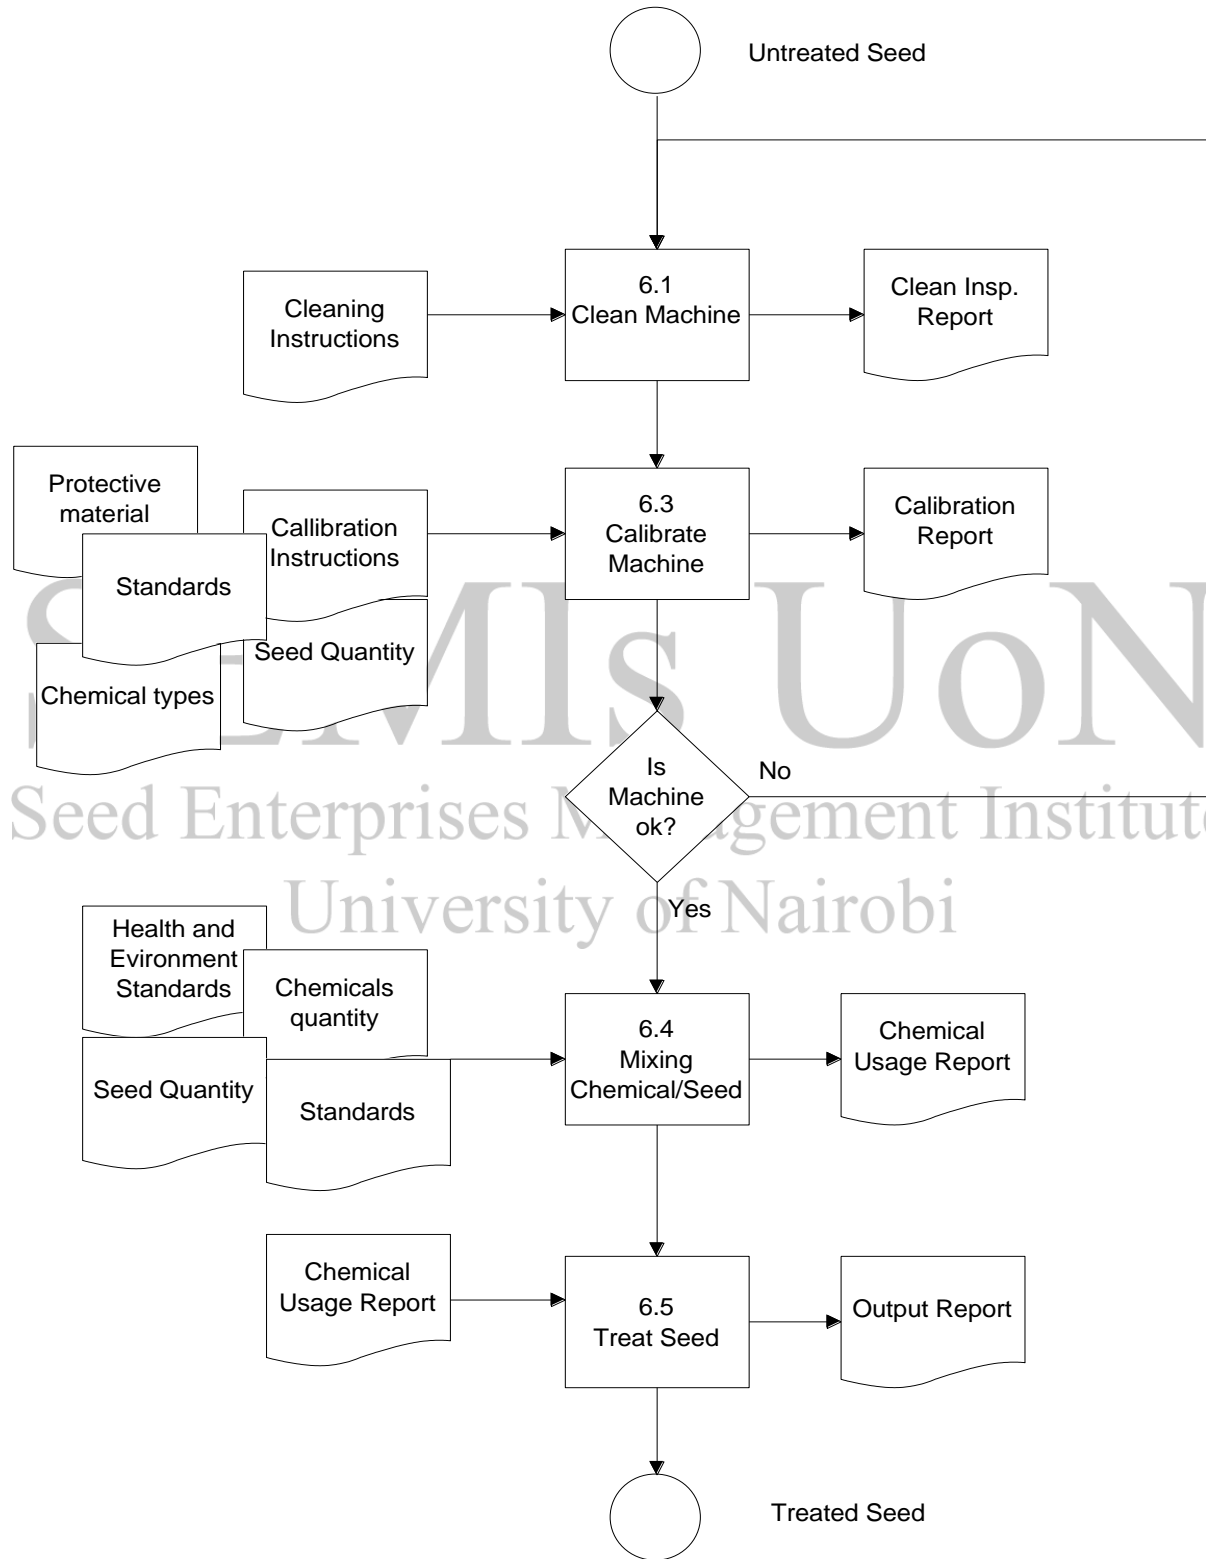 Untreated Seed
Cleaning
Instructions
6.1
Clean Machine
Clean Insp.
Report
Protective
material
Standards
Chemical types
Callibration
Instructions
Seed Quantity
6.3
Calibrate
Machine
Calibration
Report
SEMIs UoN
Seed Enterprises Management Institute
University of Nairobi
Is
Machine
ok?
No
Yes
Health and
Evironment
Standards
Chemicals
quantity
Seed Quantity
Standards
6.4
Mixing
Chemical/Seed
Chemical
Usage Report
Chemical
Usage Report
6.5
Treat Seed
Output Report
Treated Seed